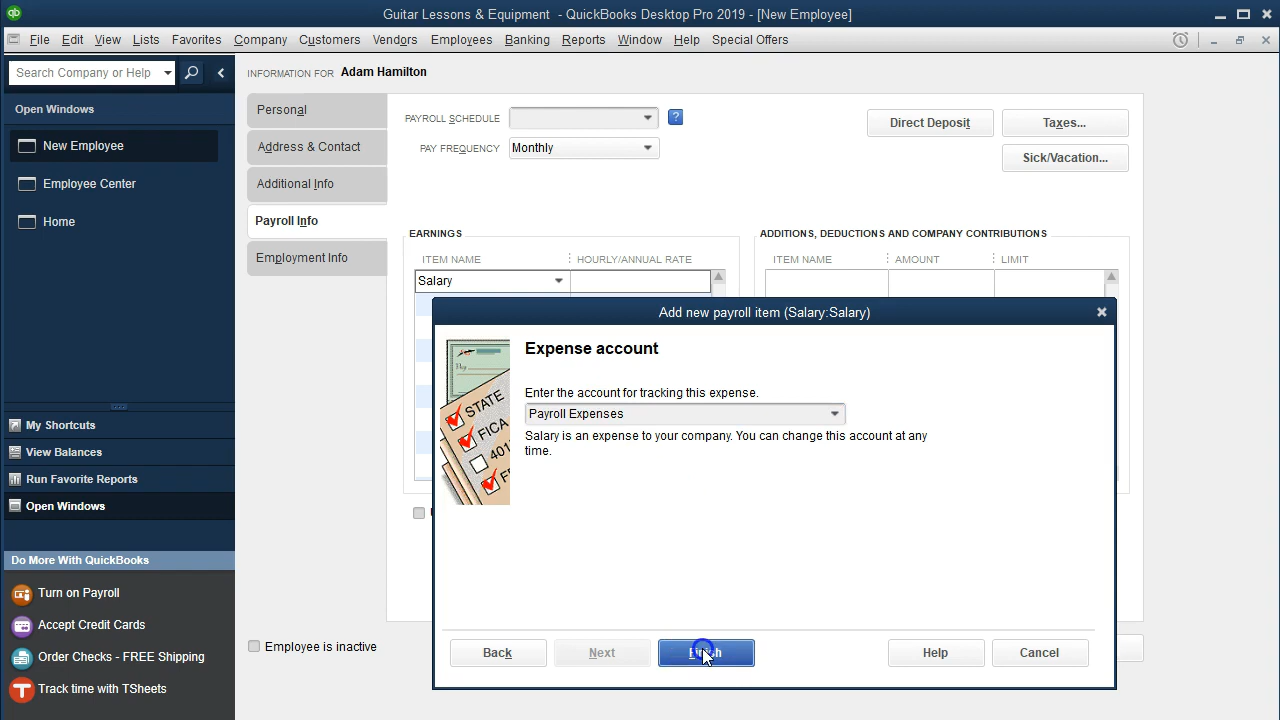 Guitar Lessons & Equipment - QuickBooks Desktop Pro 2019 - [New Employee]
File Edit View Lists Favorites Company Customers Vendors Employees Banking Reports Window Help Special Offers
Search Company or Help
INFORMATION FOR Adam Hamilton
Open Windows
New Employee
Employee Center
Home
My Shortcuts
View Balances
Run Favorite Reports
Open Windows
Do More With QuickBooks
Turn on Payroll
Accept Credit Cards
Order Checks - FREE Shipping
Track time with TSheets
Personal
Address & Contact
Additional Info
Payroll Info
Employment Info
Employee is inactive
PAYROLL SCHEDULE
?
PAY FREQUENCY Monthly
Direct Deposit
Taxes...
Sick/Vacation...
EARNINGS
ITEM NAME HOURLY/ANNUAL RATE
Salary
ADDITIONS, DEDUCTIONS AND COMPANY CONTRIBUTIONS
ITEM NAME AMOUNT LIMIT
Add new payroll item (Salary:Salary)
STATE
FICA
Expense account
Enter the account for tracking this expense.
Payroll Expenses
Salary is an expense to your company. You can change this account at any
time.
Back Next Finish Help Cancel